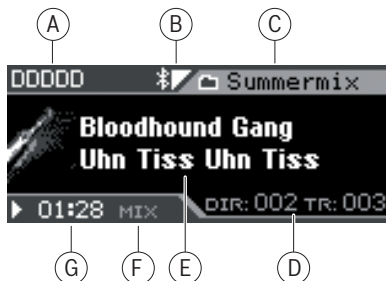 A B C
DDDDD Summermix
Bloodhound Gang
Uhn Tiss Uhn Tiss
01:28 MIX DIR: 002 TR: 003
G F E D